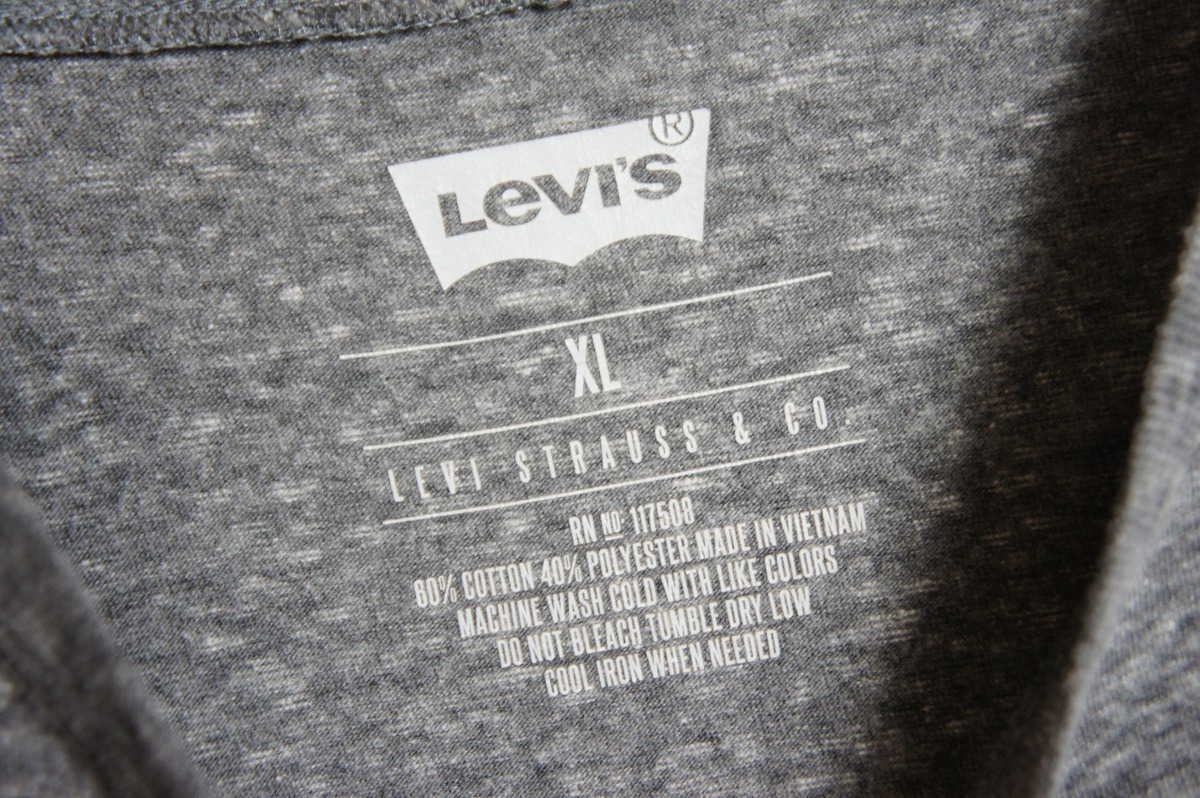 LEVI'S®
XL
LEVI STRAUSS & CO.
RN No 117508
60% COTTON 40% POLYESTER MADE IN VIETNAM
MACHINE WASH COLD WITH LIKE COLORS
DO NOT BLEACH TUMBLE DRY LOW
COOL IRON WHEN NEEDED